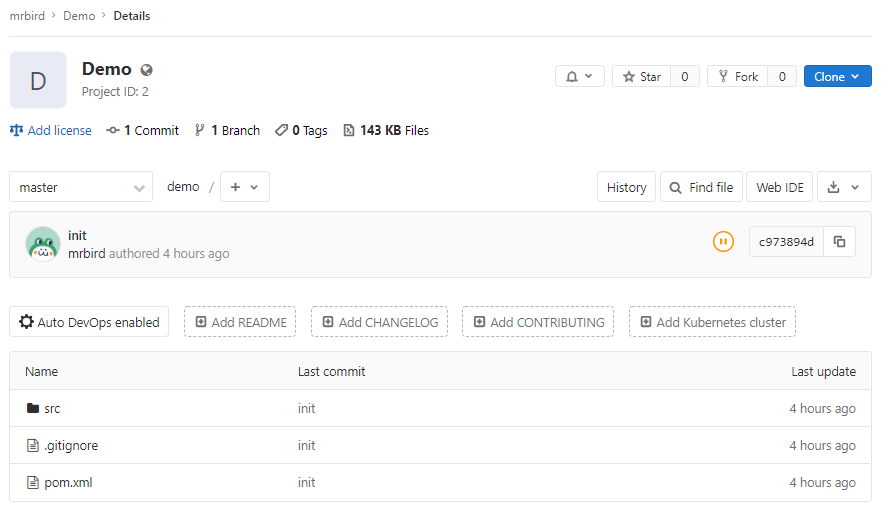 mrbird > Demo > Details
D
Demo
Project ID: 2
Star 0 Fork 0 Clone
Add license 1 Commit 1 Branch 0 Tags 143 KB Files
master demo / + History Find file Web IDE
init
mrbird authored 4 hours ago
c973894d
Auto DevOps enabled Add README Add CHANGELOG Add CONTRIBUTING Add Kubernetes cluster
Name Last commit Last update
src init 4 hours ago
.gitignore init 4 hours ago
pom.xml init 4 hours ago